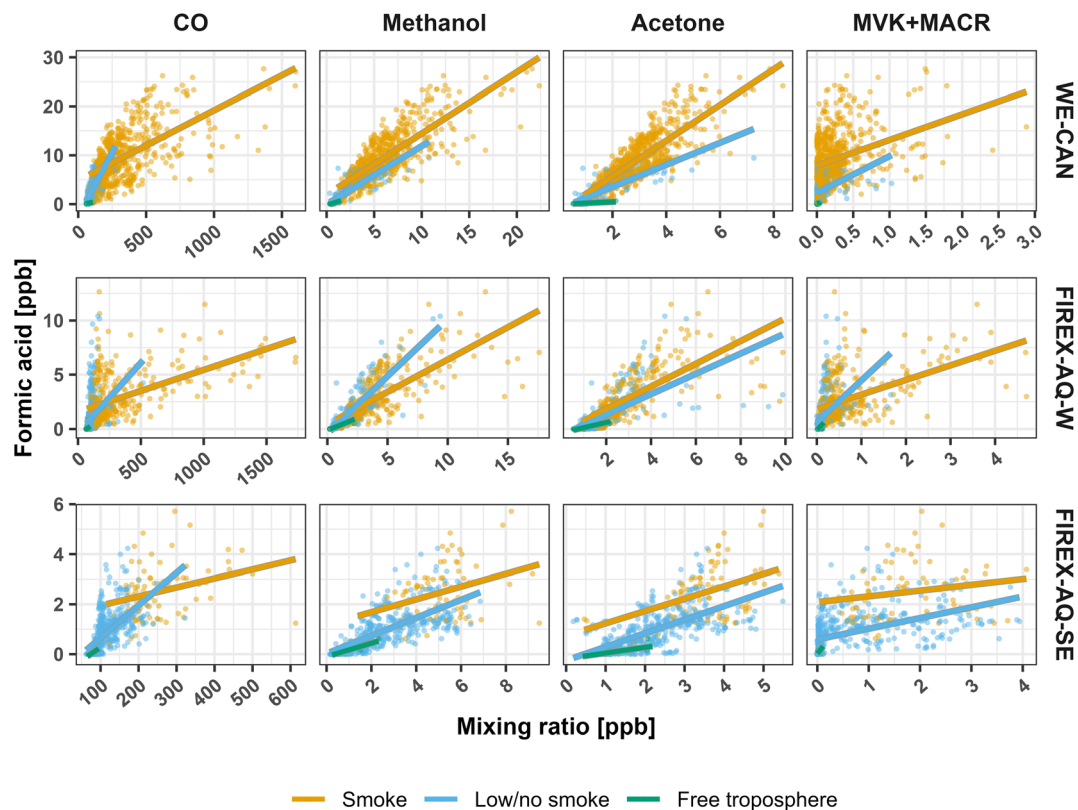 CO Methanol Acetone MVK+MACR
Formic acid [ppb]
30
20
10
0
0 500 1000 1500
0 5 10 15 20
2 4 6 8
0.0 0.5 1.0 1.5 2.0 2.5 3.0
WE-CAN
10
5
0
0 500 1000 1500
0 5 10 15
2 4 6 8 10
0 1 2 3 4
FIREX-AQ-W
6
4
2
0
100 200 300 400 500 600
0 2 4 6 8
0 1 2 3 4 5
0 1 2 3 4
FIREX-AQ-SE
Mixing ratio [ppb]
Smoke Low/no smoke Free troposphere